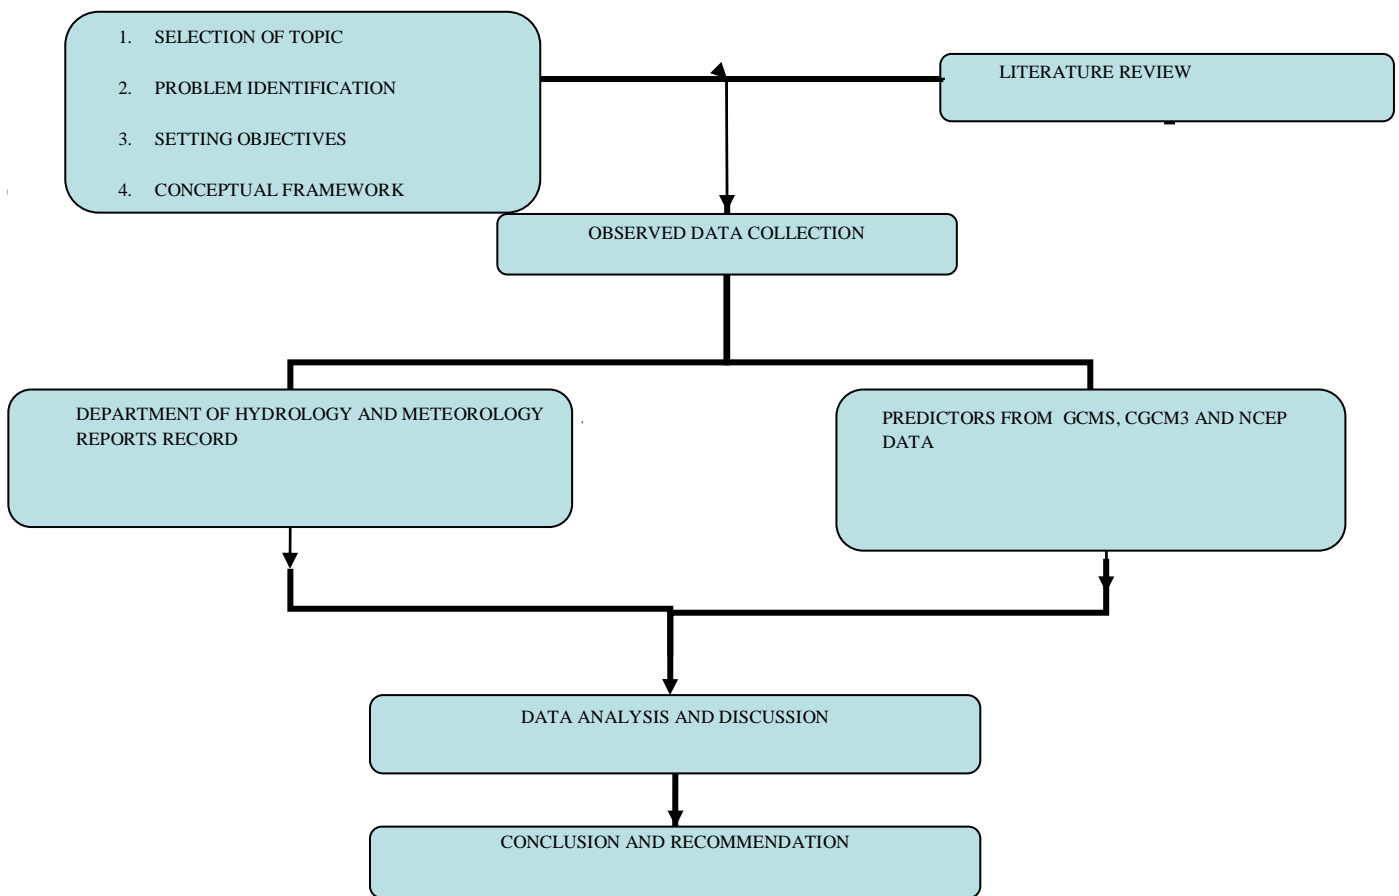 1. SELECTION OF TOPIC
2. PROBLEM IDENTIFICATION
3. SETTING OBJECTIVES
4. CONCEPTUAL FRAMEWORK
LITERATURE REVIEW
OBSERVED DATA COLLECTION
DEPARTMENT OF HYDROLOGY AND METEOROLOGY
REPORTS RECORD
PREDICTORS FROM GCMS, CGCM3 AND NCEP
DATA
DATA ANALYSIS AND DISCUSSION
CONCLUSION AND RECOMMENDATION